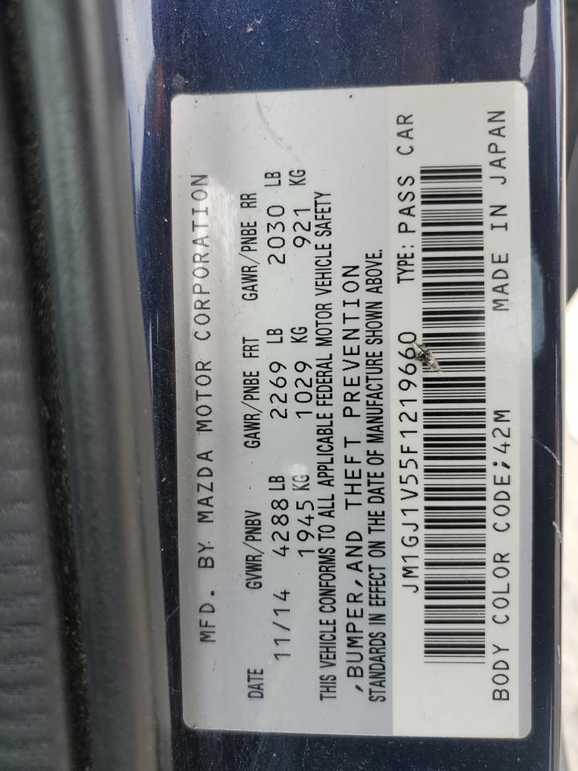 MFD. BY MAZDA MOTOR CORPORATION
DATE GVWR/PNBV GAWR/PNBE FRT GAWR/PNBE RR
11/14 4288 LB 2269 LB 2030 LB
1945 KG 1029 KG 921 KG
THIS VEHICLE CONFORMS TO ALL APPLICABLE FEDERAL MOTOR VEHICLE SAFETY
,BUMPER,AND THEFT PREVENTION
STANDARDS IN EFFECT ON THE DATE OF MANUFACTURE SHOWN ABOVE.
JM1GJ1V55F1219660 TYPE: PASS CAR
BODY COLOR CODE;42M MADE IN JAPAN